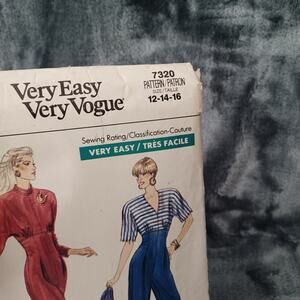 Very Easy
Very Vogue®
7320
PATTERN/PATRON
SIZE/TAILLE
12-14-16
Sewing Rating/Classification-Couture
VERY EASY / TRÈS FACILE